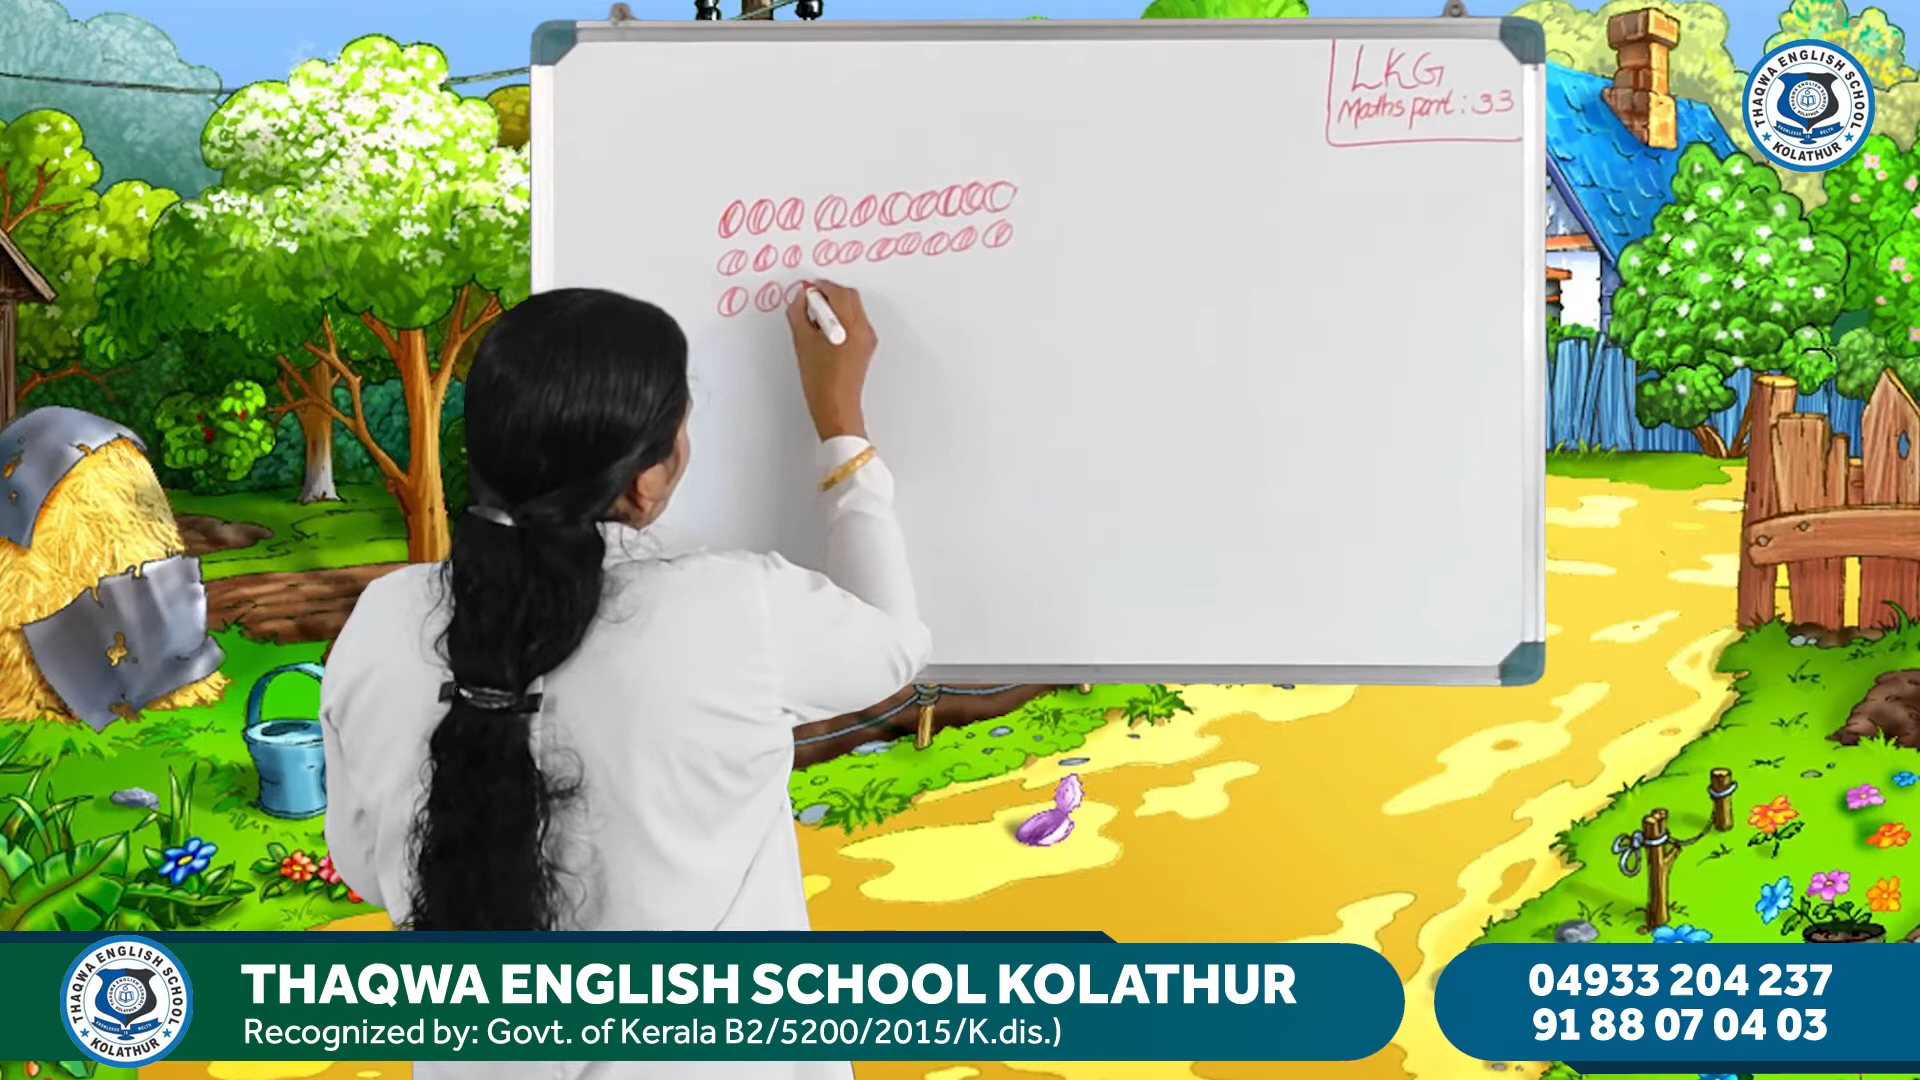 LKG
Maths part : 33
THAQWA ENGLISH SCHOOL
KOLATHUR
THAQWA ENGLISH SCHOOL
KOLATHUR
THAQWA ENGLISH SCHOOL KOLATHUR
Recognized by: Govt. of Kerala B2/5200/2015/K.dis.)
04933 204 237
91 88 07 04 03